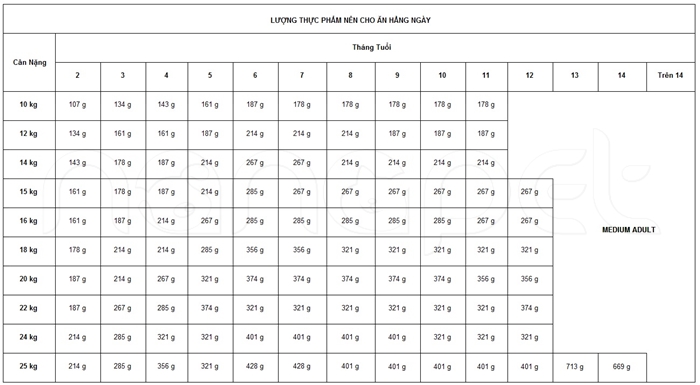 LƯỢNG THỰC PHẨM NÊN CHO ĂN HẰNG NGÀY
Cân Nặng
Tháng Tuổi
2 3 4 5 6 7 8 9 10 11 12 13 14 Trên 14
10 kg 107 g 134 g 143 g 161 g 187 g 178 g 178 g 178 g 178 g 178 g
12 kg 134 g 161 g 161 g 187 g 214 g 214 g 214 g 187 g 187 g 187 g
14 kg 143 g 178 g 187 g 214 g 267 g 267 g 214 g 214 g 214 g 214 g
15 kg 161 g 178 g 187 g 214 g 285 g 267 g 267 g 267 g 267 g 267 g 267 g
16 kg 161 g 187 g 214 g 267 g 285 g 285 g 285 g 285 g 285 g 267 g 267 g
18 kg 178 g 214 g 214 g 285 g 356 g 356 g 321 g 321 g 321 g 321 g 321 g
MEDIUM ADULT
20 kg 187 g 214 g 267 g 321 g 374 g 374 g 374 g 374 g 374 g 356 g 356 g
22 kg 187 g 267 g 285 g 374 g 321 g 321 g 321 g 321 g 321 g 321 g 374 g
24 kg 214 g 285 g 321 g 321 g 401 g 401 g 401 g 401 g 321 g 321 g 321 g
25 kg 214 g 285 g 356 g 321 g 428 g 428 g 401 g 401 g 401 g 401 g 401 g 713 g 669 g
nanapet